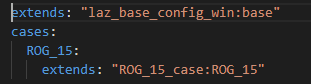 extends: "laz_base_config_win:base"
cases:
  ROG_15:
    extends: "ROG_15_case:ROG_15"